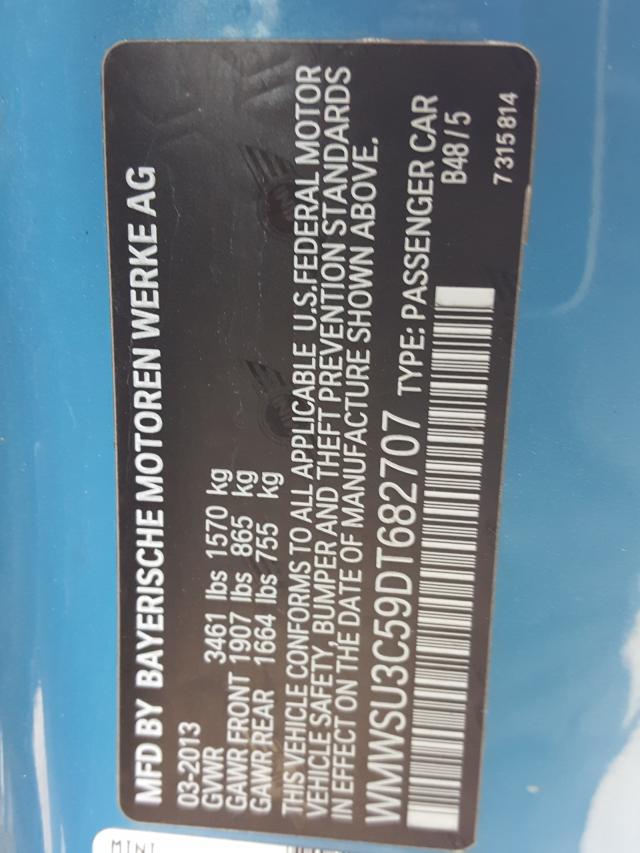 MFD BY BAYERISCHE MOTOREN WERKE AG
03-2013
GVWR 3461 lbs 1570 kg
GAWR FRONT 1907 lbs 865 kg
GAWR REAR 1664 lbs 755 kg
THIS VEHICLE CONFORMS TO ALL APPLICABLE U.S.FEDERAL MOTOR
VEHICLE SAFETY, BUMPER AND THEFT PREVENTION STANDARDS
IN EFFECT ON THE DATE OF MANUFACTURE SHOWN ABOVE.
WMWSU3C59DT682707 TYPE: PASSENGER CAR
B48/5
7 315 814
MINI